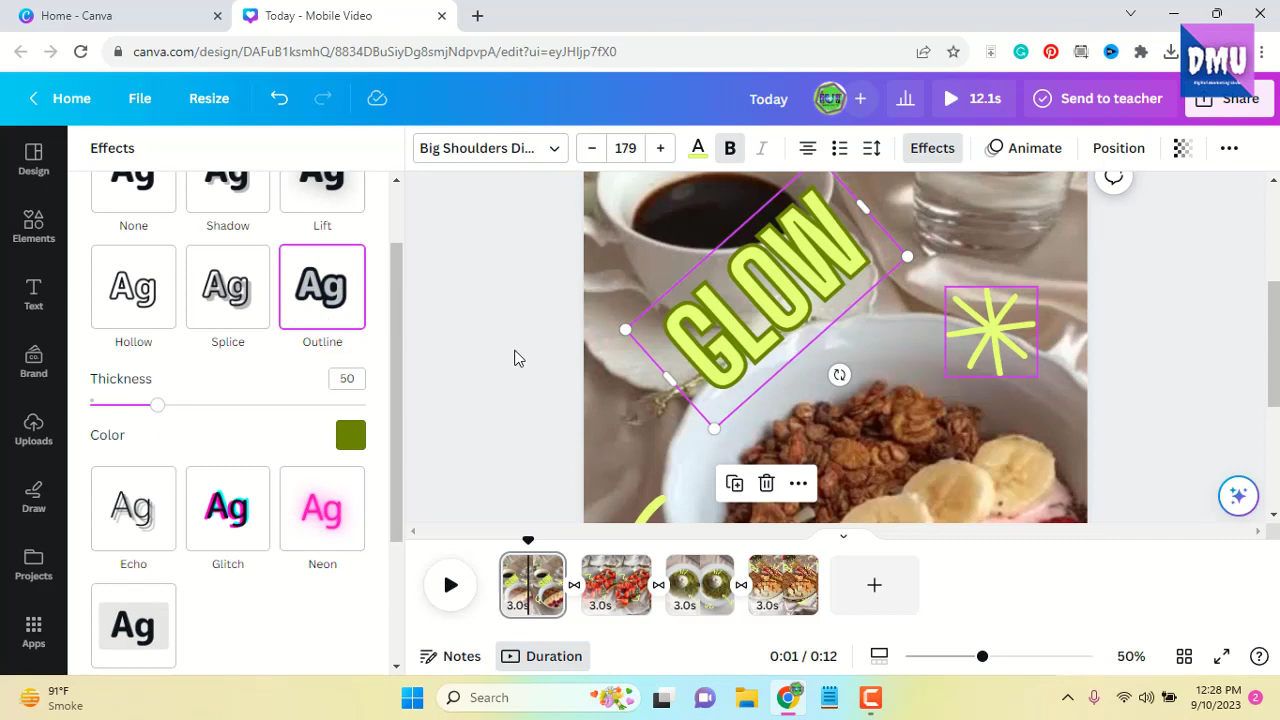 Home - Canva
Today - Mobile Video
canva.com/design/DAFuB1ksmhQ/8834DBuSiyDg8smjNdpvpA/edit?ui=eyJHIjp7fX0
DMU
Home
File
Resize
Today
12.1s
Send to teacher
Share
Design
Elements
Text
Brand
Uploads
Draw
Projects
Apps
Effects
Big Shoulders Di...
179
A
B
I
Effects
Animate
Position
Ag
Ag
Ag
None
Shadow
Lift
Ag
Ag
Ag
Hollow
Splice
Outline
Thickness
50
Color
Ag
Ag
Ag
Echo
Glitch
Neon
Ag
GLOW
3.0s
3.0s
3.0s
3.0s
Notes
Duration
0:01 / 0:12
50%
91°F
Smoke
Search
12:28 PM
9/10/2023
2